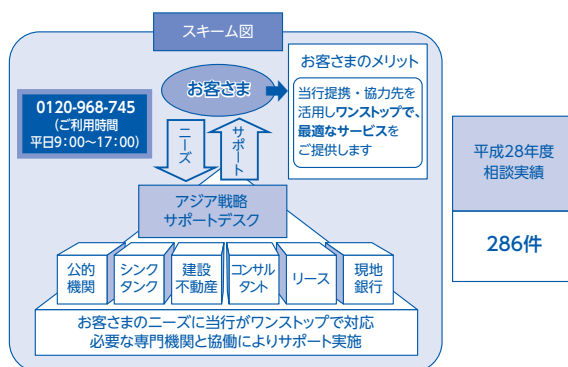 スキーム図
お客さま
お客さまのメリット
当行提携・協力先を
活用しワンストップで、
最適なサービスを
ご提供します
0120-968-745
(ご利用時間
平日9:00〜17:00)
ニーズ
サポート
アジア戦略
サポートデスク
公的
機関
シンク
タンク
建設
不動産
コンサル
タント
リース
現地
銀行
お客さまのニーズに当行がワンストップで対応
必要な専門機関と協働によりサポート実施
平成28年度
相談実績
286件